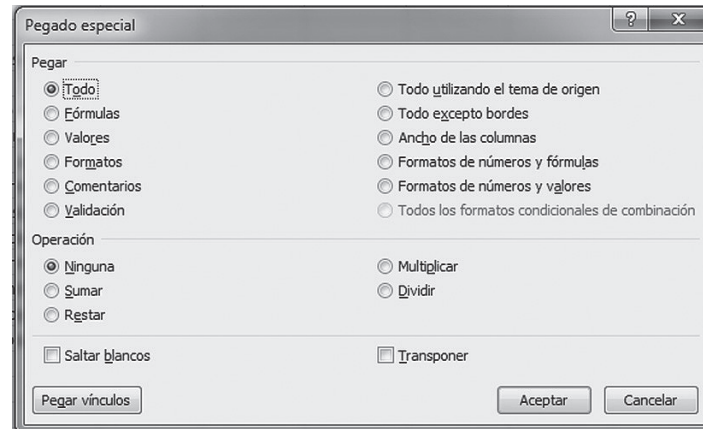 Pegado especial
Pegar
Todo
Fórmulas
Valores
Formatos
Comentarios
Validación
Todo utilizando el tema de origen
Todo excepto bordes
Ancho de las columnas
Formatos de números y fórmulas
Formatos de números y valores
Todos los formatos condicionales de combinación
Operación
Ninguna
Sumar
Restar
Multiplicar
Dividir
Saltar blancos
Transponer
Pegar vínculos
Aceptar
Cancelar